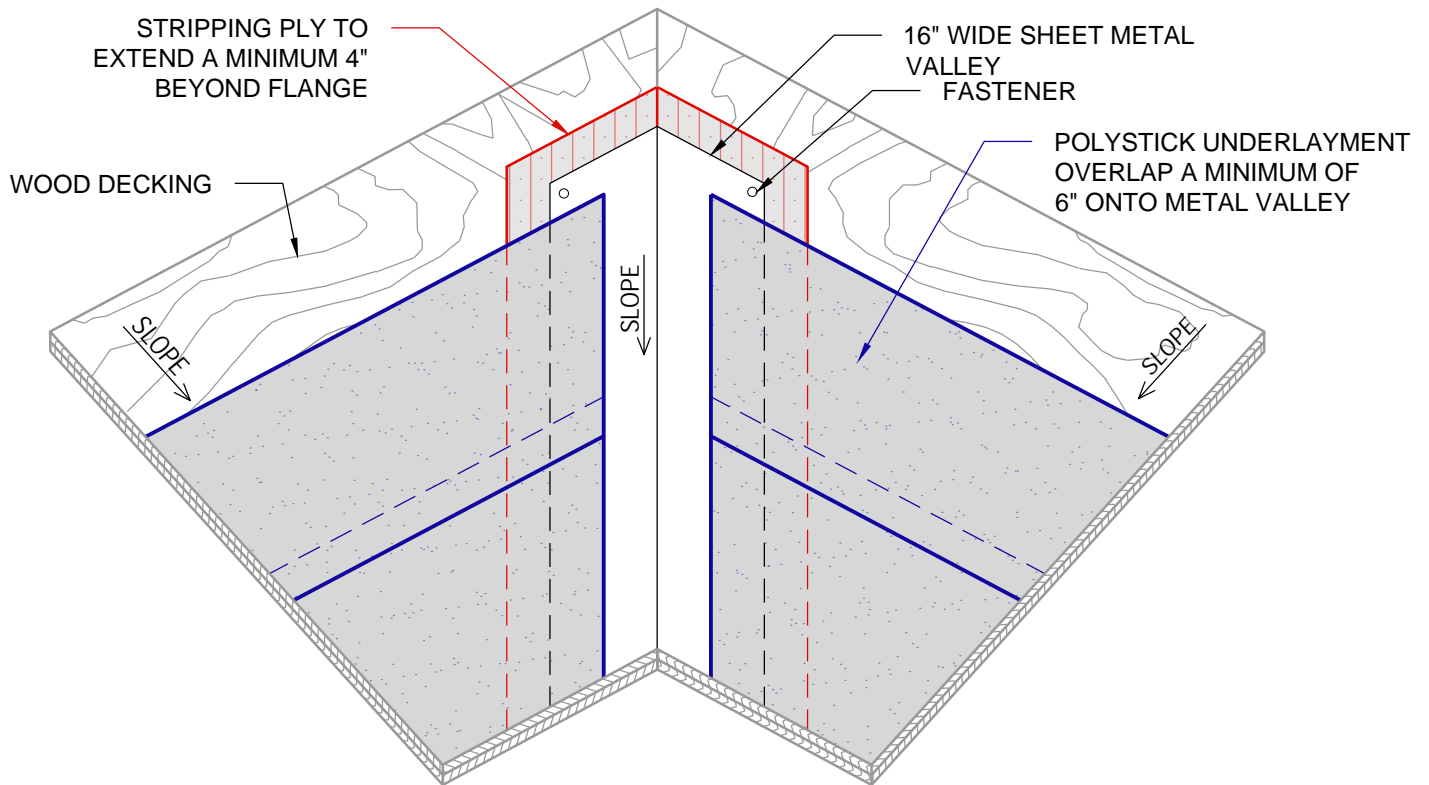 STRIPPING PLY TO
EXTEND A MINIMUM 4"
BEYOND FLANGE
16" WIDE SHEET METAL
VALLEY
FASTENER
POLYSTICK UNDERLAYMENT
OVERLAP A MINIMUM OF
6" ONTO METAL VALLEY
WOOD DECKING
SLOPE
SLOPE
SLOPE